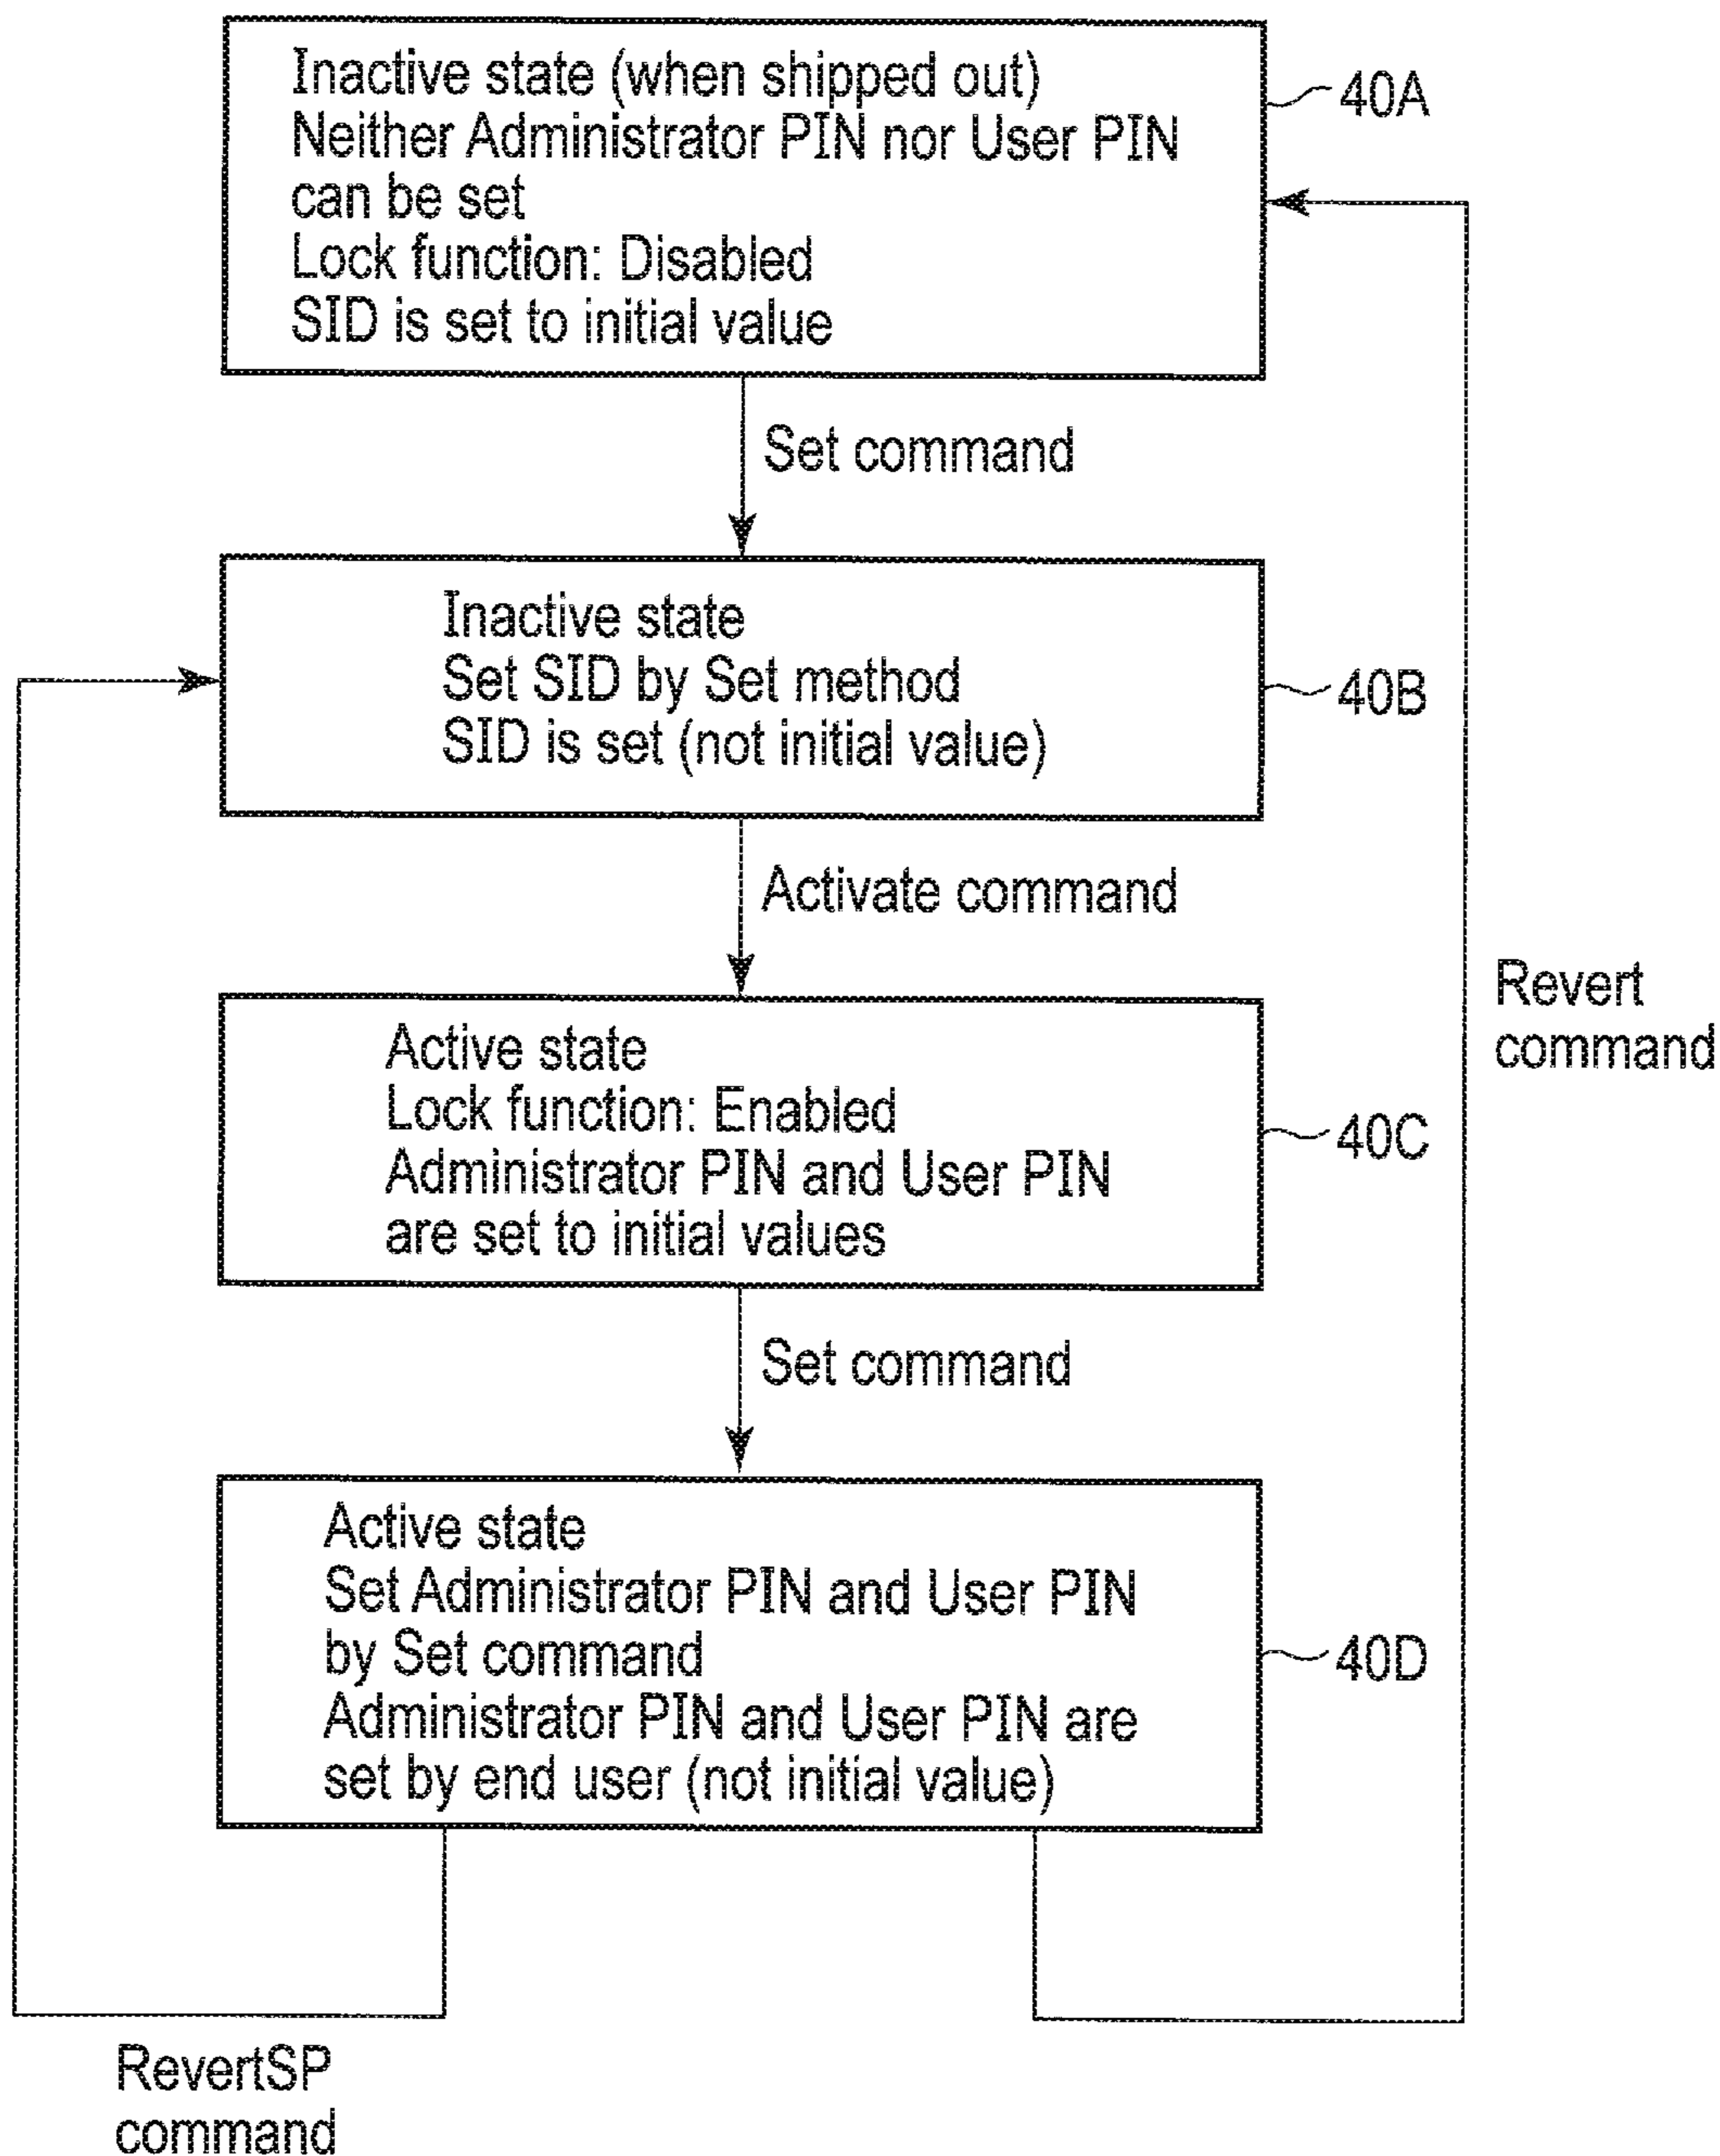 Inactive state (when shipped out)
Neither Administrator PIN nor User PIN
can be set
Lock function: Disabled
SID is set to initial value
40A
Set command
Inactive state
Set SID by Set method
SID is set (not initial value)
40B
Activate command
Active state
Lock function: Enabled
Administrator PIN and User PIN
are set to initial values
40C
Revert
command
Set command
Active state
Set Administrator PIN and User PIN
by Set command
Administrator PIN and User PIN are
set by end user (not initial value)
40D
RevertSP
command